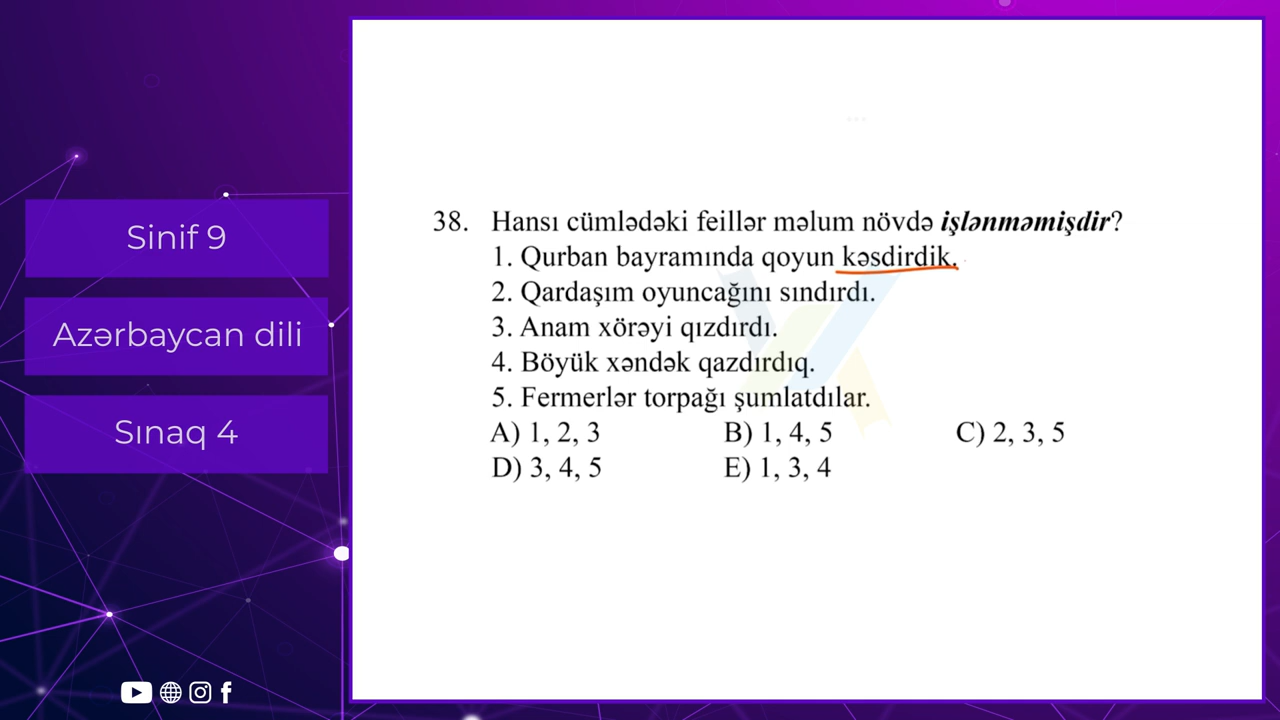 Sinif 9
Azərbaycan dili
Sınaq 4
38. Hansı cümlədəki feillər məlum növdə işlənməmişdir?
1. Qurban bayramında qoyun kəsdirdik.
2. Qardaşım oyuncağını sındırdı.
3. Anam xörəyi qızdırdı.
4. Böyük xəndək qazdırdıq.
5. Fermerlər torpağı şumlatdılar.
A) 1, 2, 3 B) 1, 4, 5 C) 2, 3, 5
D) 3, 4, 5 E) 1, 3, 4